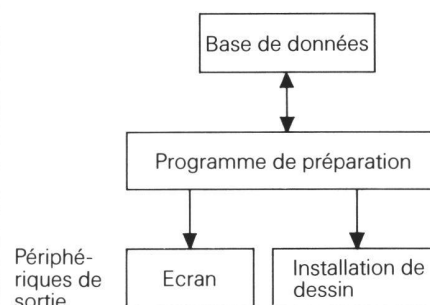 Base de données
Programme de préparation
Périphé-
riques de
sortie
Ecran
Installation de
dessin